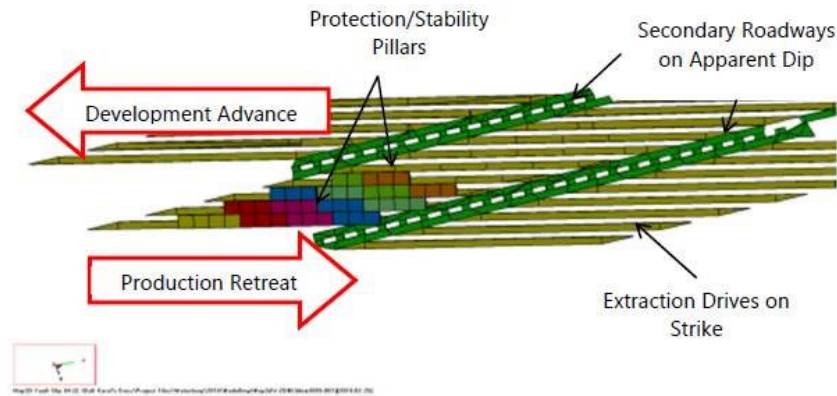 Protection/Stability
Pillars
Secondary Roadways
on Apparent Dip
Development Advance
Production Retreat
Extraction Drives on
Strike